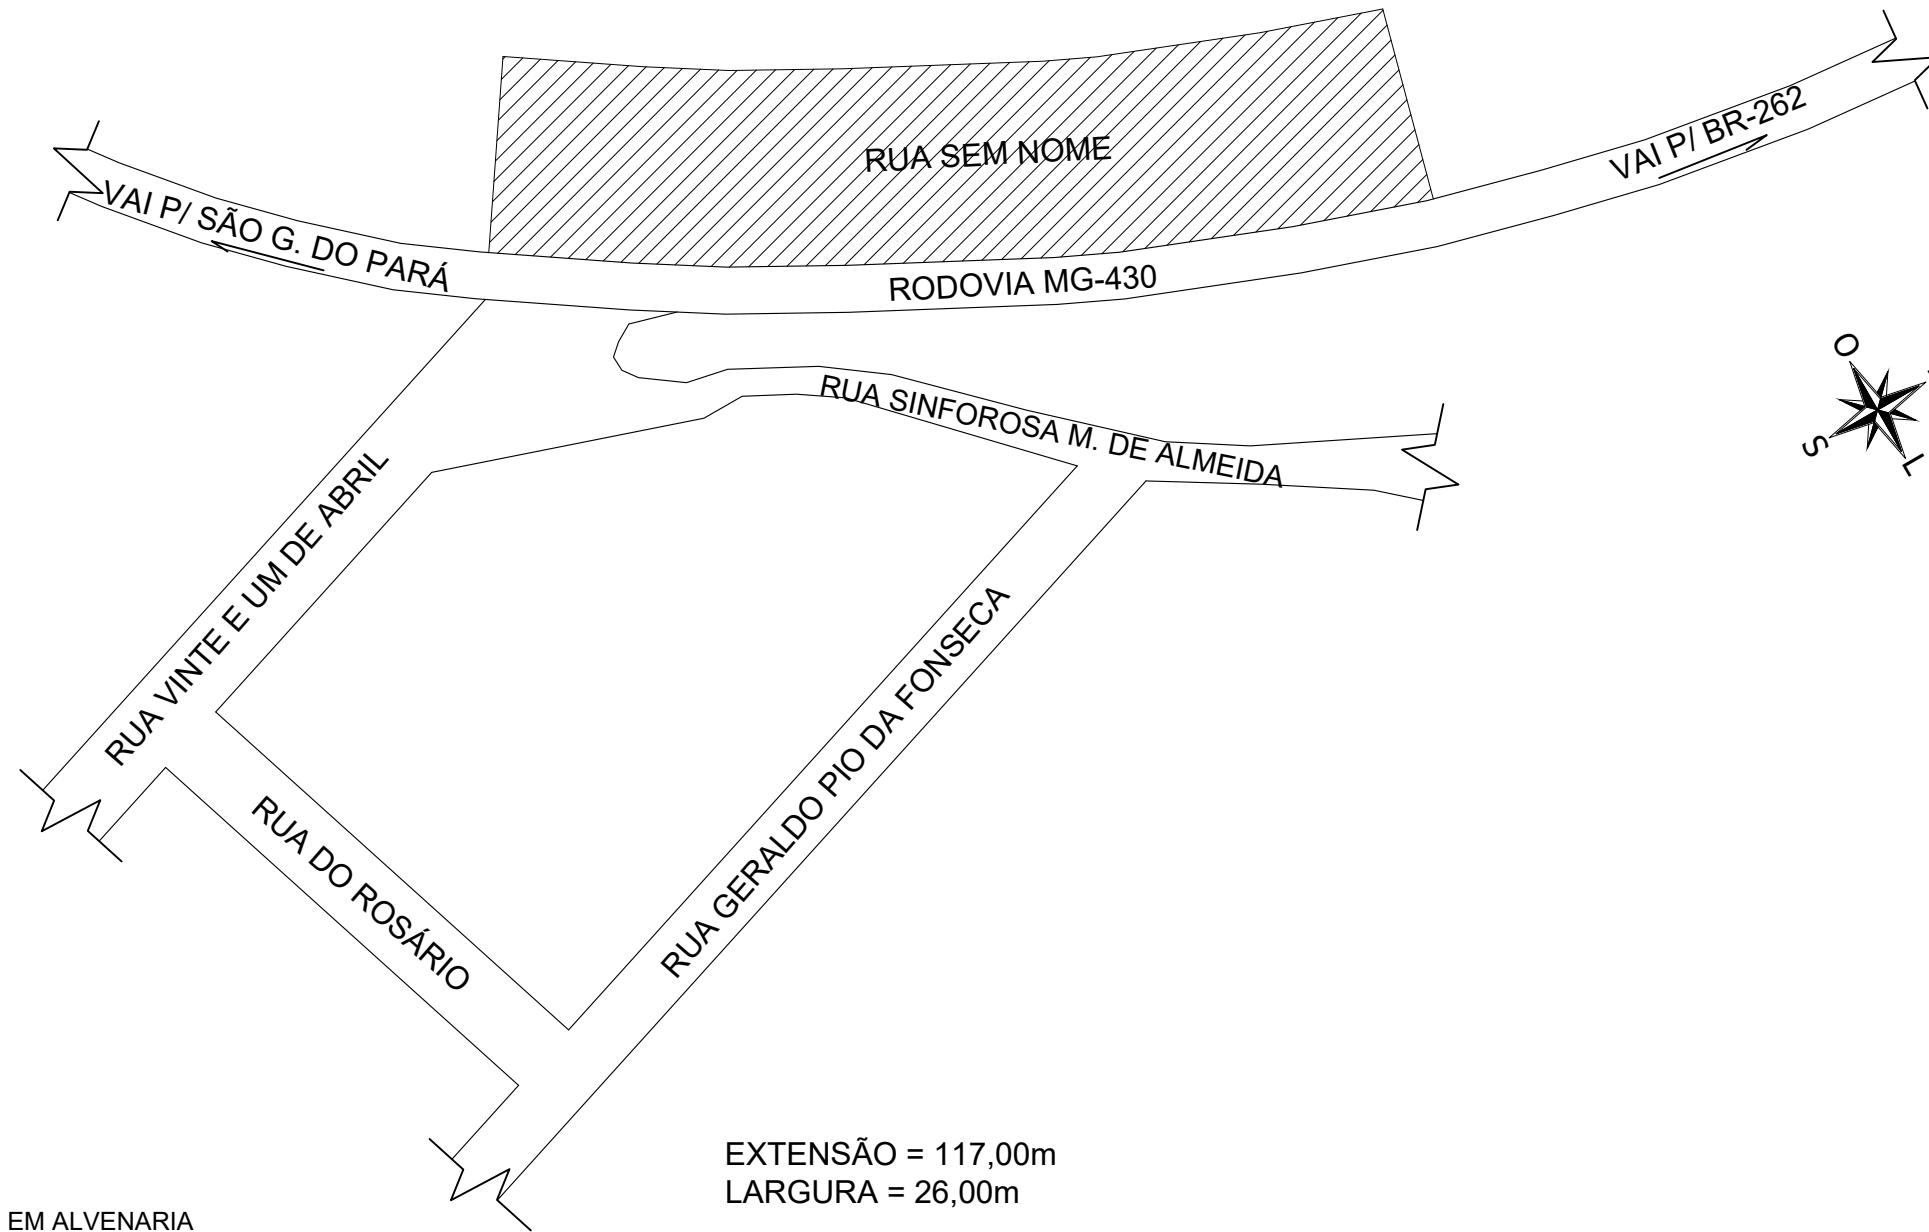 RUA SEM NOME
VAI P/ BR-262
VAI P/ SÃO G. DO PARÁ
RODOVIA MG-430
O
S
L
RUA SINFOROSA M. DE ALMEIDA
RUA VINTE E UM DE ABRIL
RUA GERALDO PIO DA FONSECA
RUA DO ROSÁRIO
EXTENSÃO = 117,00m
LARGURA = 26,00m
EM ALVENARIA